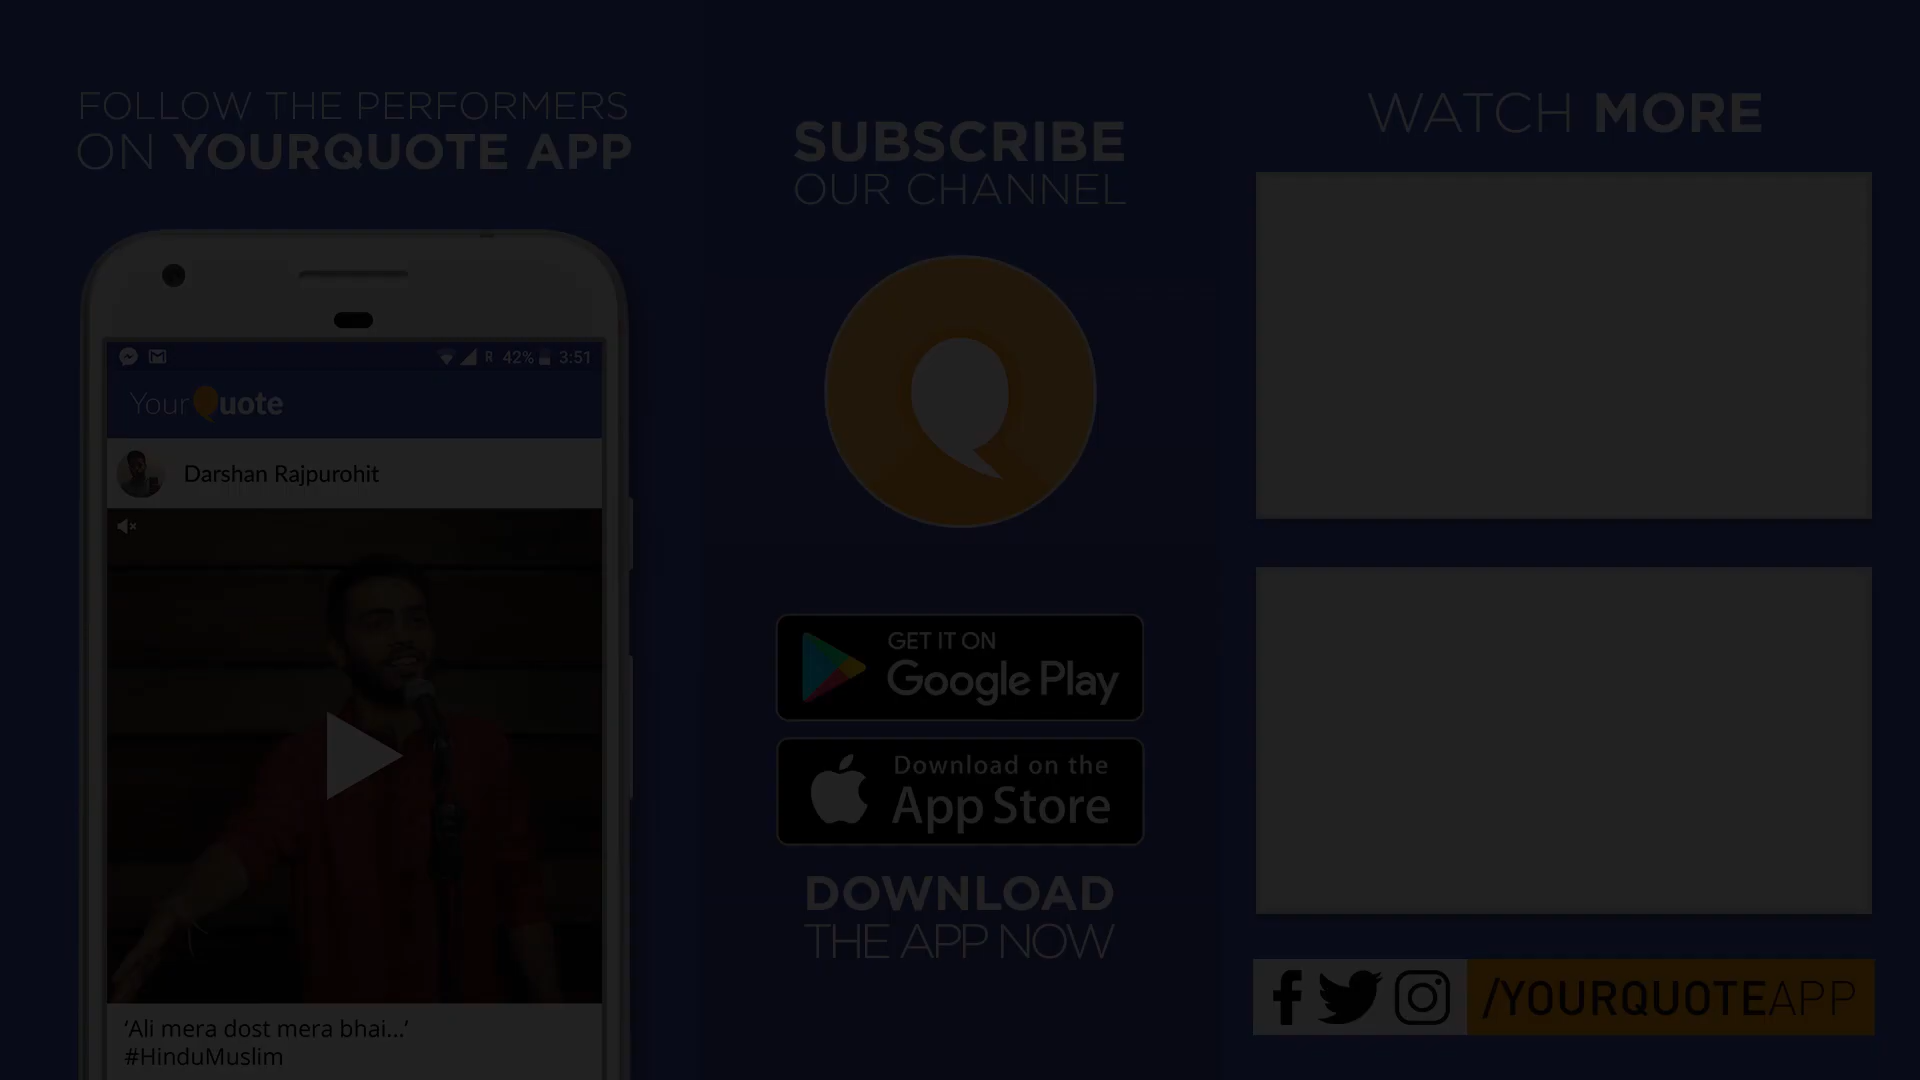 FOLLOW THE PERFORMERS
ON YOURQUOTE APP
R 42% 3:51
YourQuote
Darshan Rajpurohit
‘Ali mera dost mera bhai...’
#HinduMuslim
SUBSCRIBE
OUR CHANNEL
GET IT ON
Google Play
Download on the
App Store
DOWNLOAD
THE APP NOW
WATCH MORE
/YOURQUOTEAPP